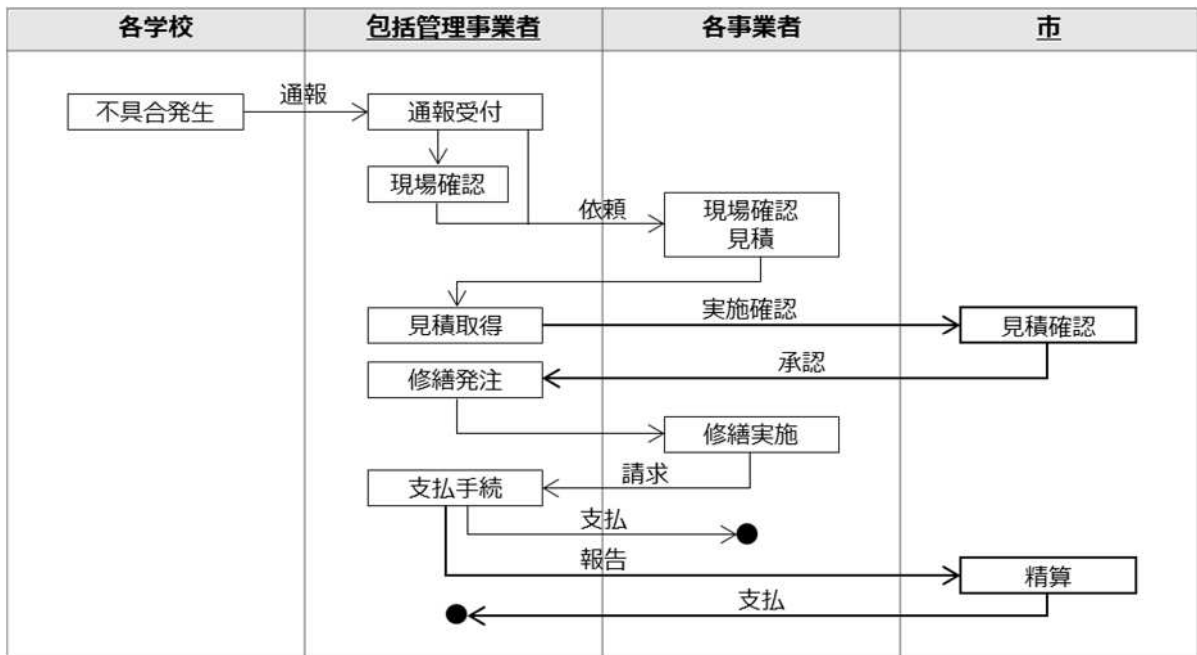 各学校
包括管理事業者
各事業者
市
不具合発生
通報
通報受付
現場確認
依頼
現場確認
見積
見積取得
実施確認
見積確認
承認
修繕発注
修繕実施
請求
支払手続
支払
報告
精算
支払